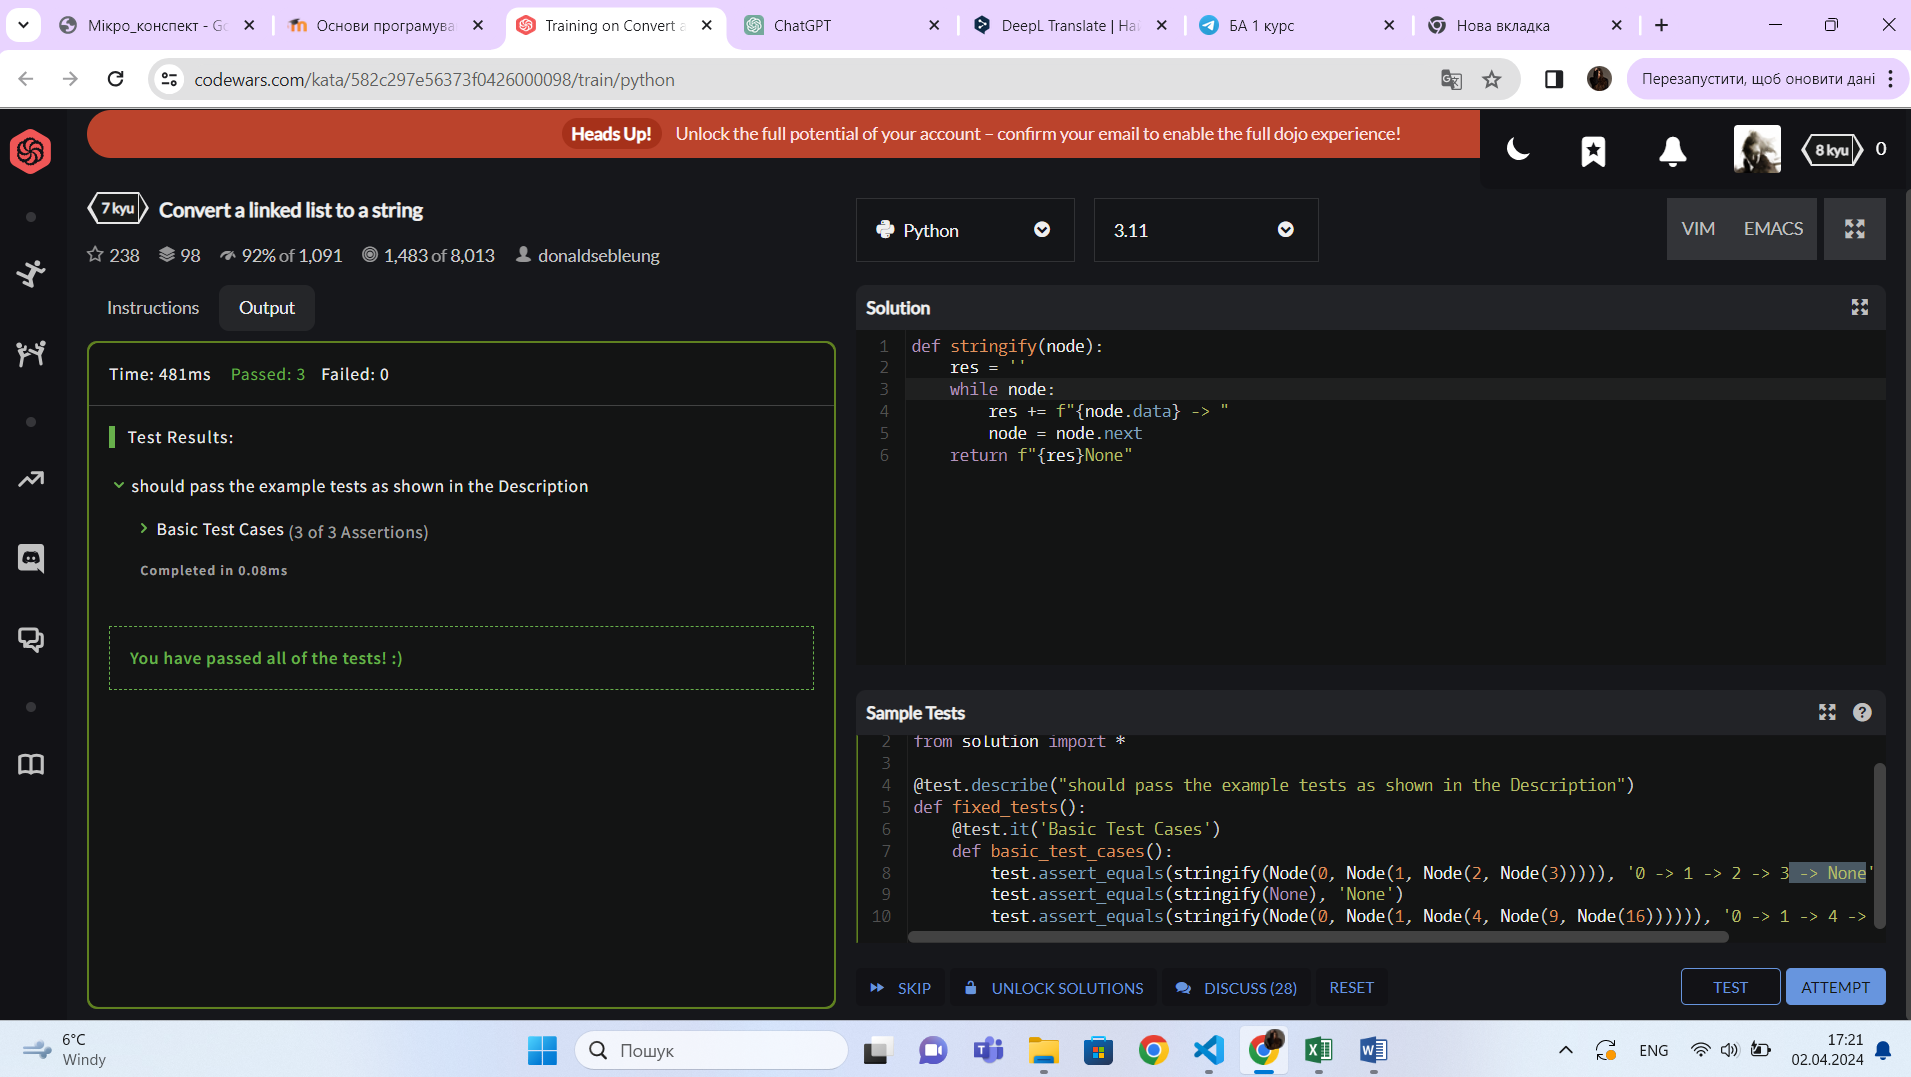 Мікро_конспект - Go
Основи програмува
Training on Convert a
ChatGPT
DeepL Translate | Най
БА 1 курс
Нова вкладка
codewars.com/kata/582c297e56373f0426000098/train/python
Перезапустити, щоб оновити дані
Heads Up! Unlock the full potential of your account – confirm your email to enable the full dojo experience!
8 kyu 0
7 kyu Convert a linked list to a string
238 98 92% of 1,091 1,483 of 8,013 donaldsebleung
Python
3.11
VIM EMACS
Instructions Output
Time: 481ms Passed: 3 Failed: 0
Test Results:
should pass the example tests as shown in the Description
Basic Test Cases (3 of 3 Assertions)
Completed in 0.08ms
You have passed all of the tests! :)
Solution
1 def stringify(node):
2 res = ''
3 while node:
4 res += f"{node.data} -> "
5 node = node.next
6 return f"{res}None"
Sample Tests
2 from solution import *
3
4 @test.describe("should pass the example tests as shown in the Description")
5 def fixed_tests():
6 @test.it('Basic Test Cases')
7 def basic_test_cases():
8 test.assert_equals(stringify(Node(0, Node(1, Node(2, Node(3))))), '0 -> 1 -> 2 -> 3 -> None'
9 test.assert_equals(stringify(None), 'None')
10 test.assert_equals(stringify(Node(0, Node(1, Node(4, Node(9, Node(16)))))), '0 -> 1 -> 4 ->
SKIP UNLOCK SOLUTIONS DISCUSS (28) RESET
TEST ATTEMPT
6°C
Windy
Пошук
ENG
17:21
02.04.2024